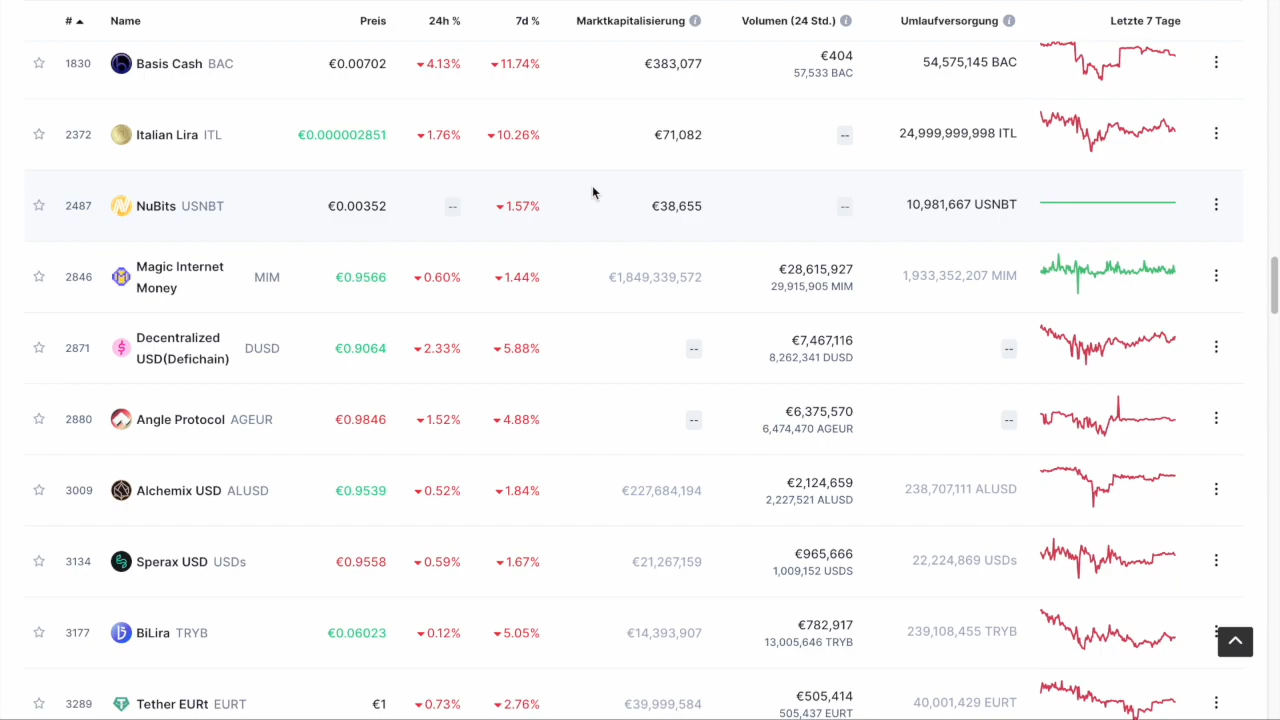 # Name Preis 24h % 7d % Marktkapitalisierung Volumen (24 Std.) Umlaufversorgung Letzte 7 Tage
1830 Basis Cash BAC €0.00702 4.13% 11.74% €383,077 €404 54,575,145 BAC
57,533 BAC
2372 Italian Lira ITL €0.000002851 1.76% 10.26% €71,082 -- 24,999,999,998 ITL
2487 NuBits USNBT €0.00352 -- 1.57% €38,655 -- 10,981,667 USNBT
2846 Magic Internet Money MIM €0.9566 0.60% 1.44% €1,849,339,572 €28,615,927 1,933,352,207 MIM
29,915,905 MIM
2871 Decentralized USD(Defichain) DUSD €0.9064 2.33% 5.88% -- €7,467,116 --
8,262,341 DUSD
2880 Angle Protocol AGEUR €0.9846 1.52% 4.88% -- €6,375,570 --
6,474,470 AGEUR
3009 Alchemix USD ALUSD €0.9539 0.52% 1.84% €227,684,194 €2,124,659 238,707,111 ALUSD
2,227,521 ALUSD
3134 Sperax USD USDs €0.9558 0.59% 1.67% €21,267,159 €965,666 22,224,869 USDs
1,009,152 USDS
3177 BiLira TRYB €0.06023 0.12% 5.05% €14,393,907 €782,917 239,108,455 TRYB
13,005,646 TRYB
3289 Tether EURt EURT €1 0.73% 2.76% €39,999,584 €505,414 40,001,429 EURT
505,437 EURT